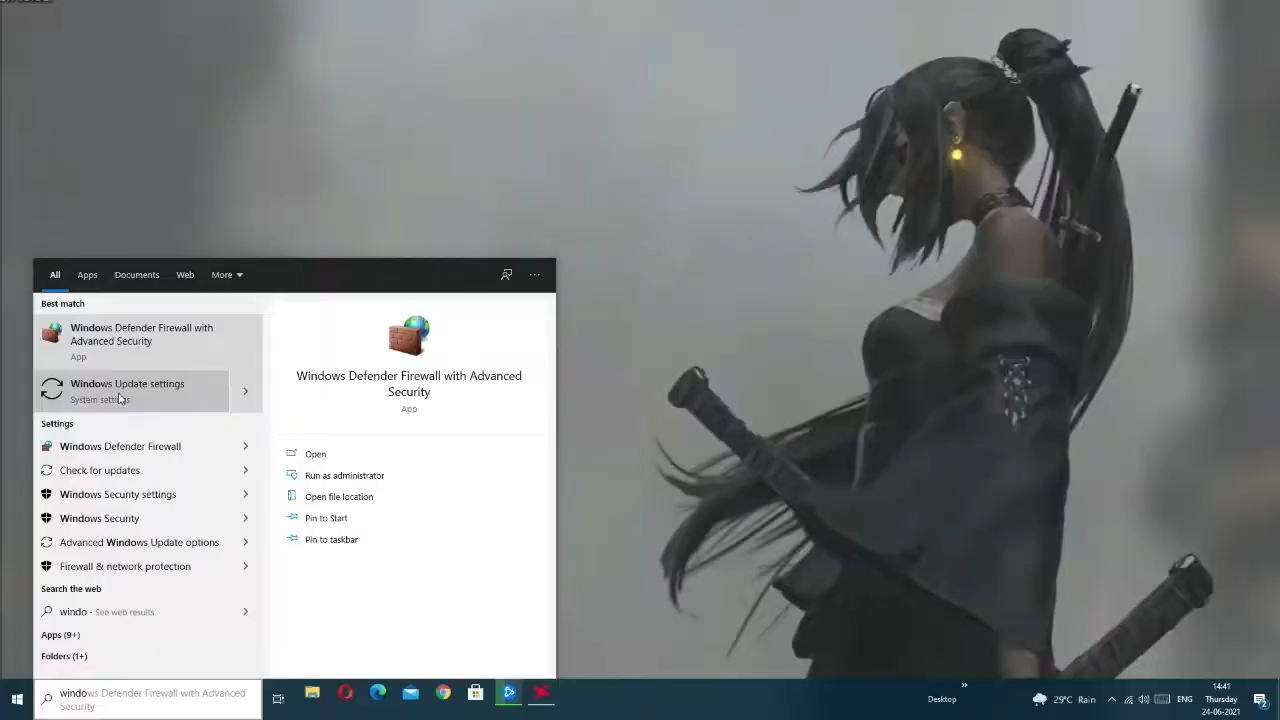 All Apps Documents Web More
Best match
Windows Defender Firewall with
Advanced Security
App
Windows Update settings
System settings
Settings
Windows Defender Firewall
Check for updates
Windows Security settings
Windows Security
Advanced Windows Update options
Firewall & network protection
Search the web
windo - See web results
Apps (9+)
Folders (1+)
Windows Defender Firewall with Advanced
Security
App
Open
Run as administrator
Open file location
Pin to Start
Pin to taskbar
windows Defender Firewall with Advanced
Security
Desktop
29°C Rain
ENG
14:41
Thursday
24-06-2021
2